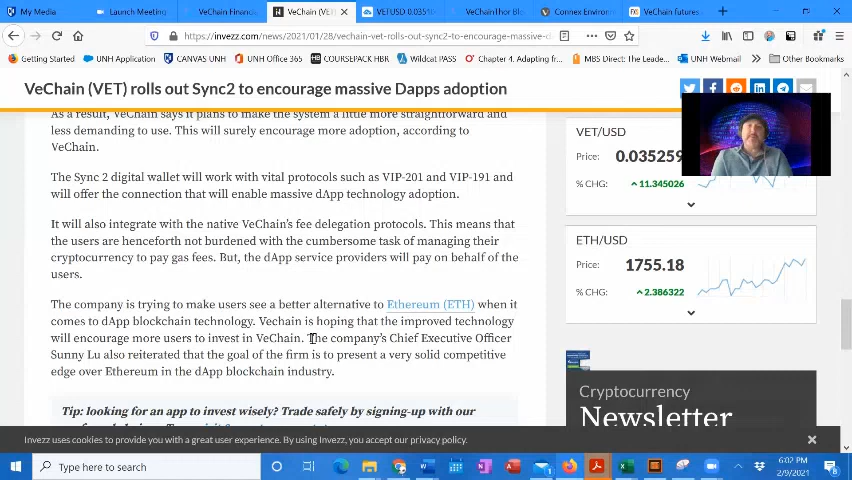 My Media
Launch Meeting
VeChain Financi
VeChain (VET)
VETUSD 0.0351
VeChainThor Blo
Connex Environ
VeChain futures
https://invezz.com/news/2021/01/28/vechain-vet-rolls-out-sync2-to-encourage-massive-d
Getting Started
UNH Application
CANVAS UNH
UNH Office 365
COURSEPACK HBR
Wildcat PASS
Chapter 4. Adapting fr...
MBS Direct: The Leade...
UNH Webmail
Other Bookmarks
VeChain (VET) rolls out Sync2 to encourage massive Dapps adoption
As a result, VeChain says it plans to make the system a little more straightforward and
less demanding to use. This will surely encourage more adoption, according to
VeChain.
The Sync 2 digital wallet will work with vital protocols such as VIP-201 and VIP-191 and
will offer the connection that will enable massive dApp technology adoption.
It will also integrate with the native VeChain's fee delegation protocols. This means that
the users are henceforth not burdened with the cumbersome task of managing their
cryptocurrency to pay gas fees. But, the dApp service providers will pay on behalf of the
users.
The company is trying to make users see a better alternative to Ethereum (ETH) when it
comes to dApp blockchain technology. Vechain is hoping that the improved technology
will encourage more users to invest in VeChain. The company's Chief Executive Officer
Sunny Lu also reiterated that the goal of the firm is to present a very solid competitive
edge over Ethereum in the dApp blockchain industry.
Tip: looking for an app to invest wisely? Trade safely by signing-up with our
VET/USD
Price: 0.035259
% CHG: 11.345026
ETH/USD
Price: 1755.18
% CHG: 2.386322
Cryptocurrency
Newsletter
Invezz uses cookies to provide you with a great user experience. By using Invezz, you accept our privacy policy.
Type here to search
6:02 PM
2/9/2021